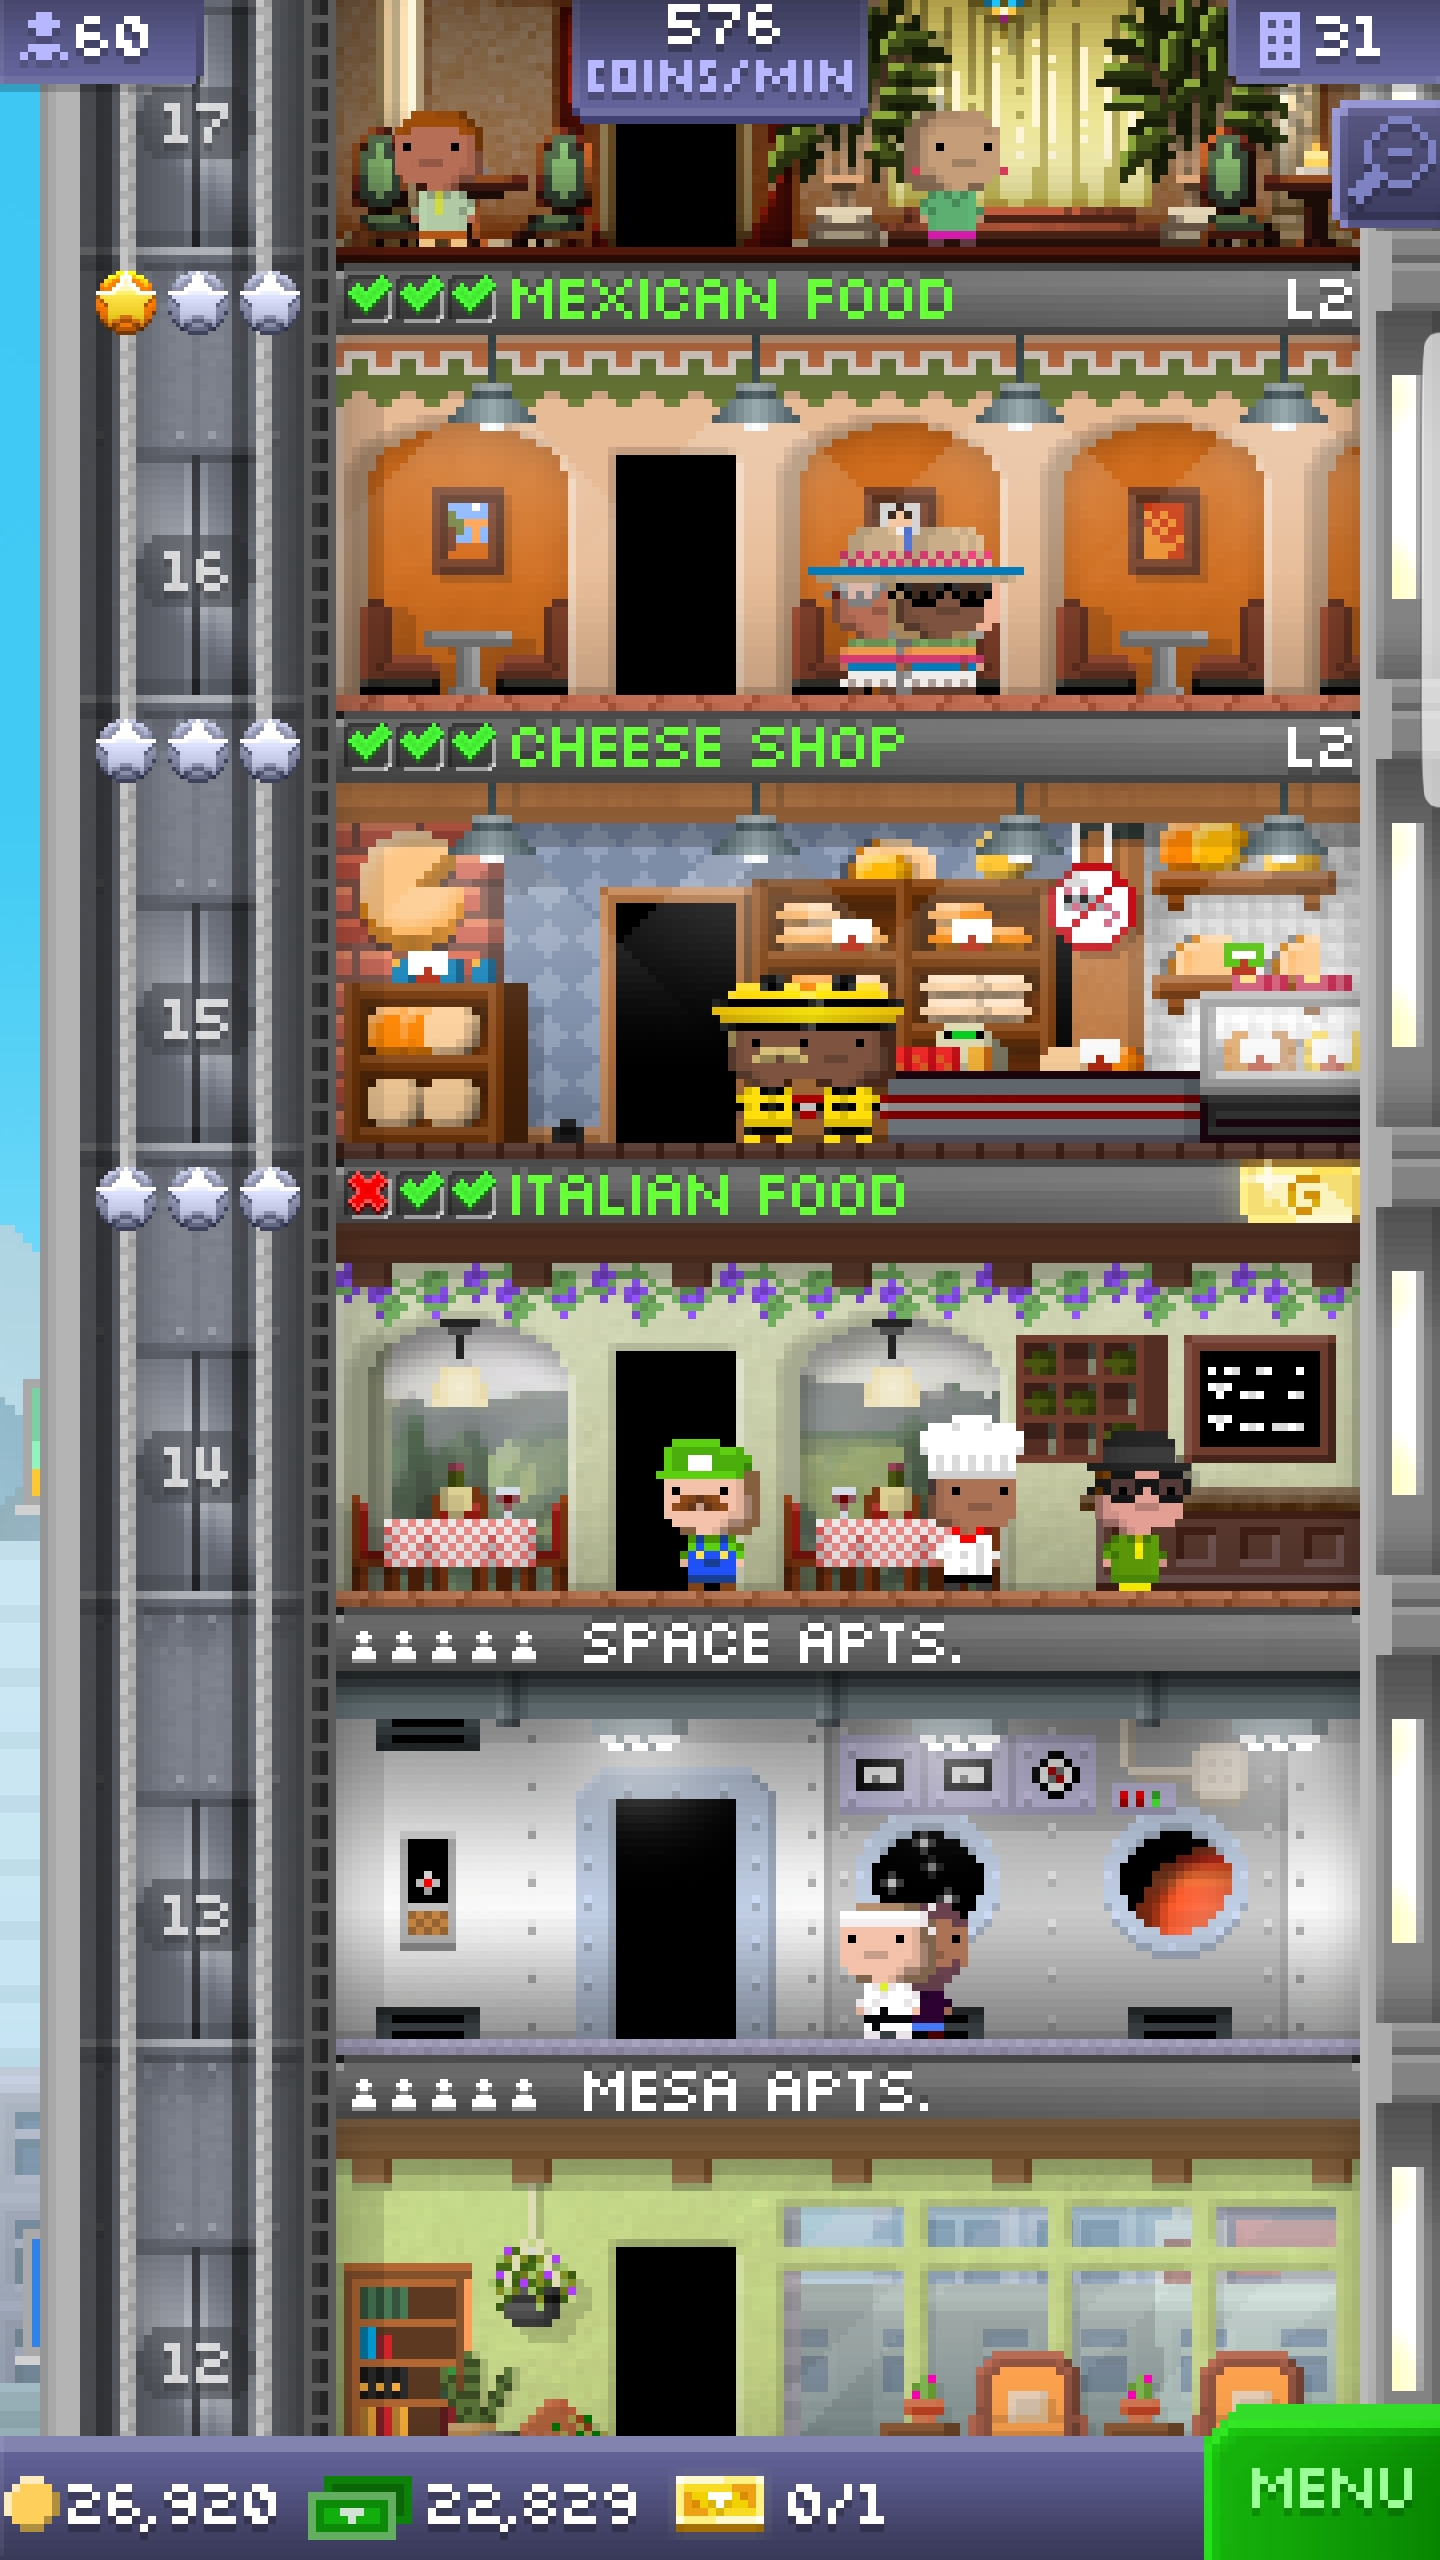 60
576
COINS/MIN
31
17
MEXICAN FOOD L2
16
CHEESE SHOP L2
15
ITALIAN FOOD G
14
SPACE APTS.
13
MESA APTS.
12
26,920 22,829 0/1 MENU